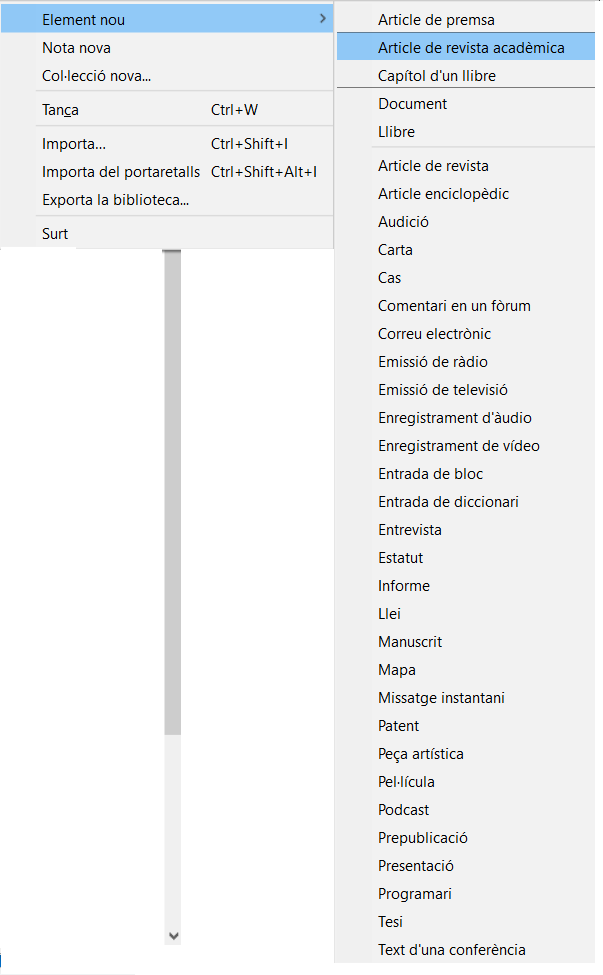 Element nou
Nota nova
Col·lecció nova...
Tanca Ctrl+W
Importa... Ctrl+Shift+I
Importa del portaretalls Ctrl+Shift+Alt+I
Exporta la biblioteca...
Surt
Article de premsa
Article de revista acadèmica
Capítol d'un llibre
Document
Llibre
Article de revista
Article enciclopèdic
Audició
Carta
Cas
Comentari en un fòrum
Correu electrònic
Emissió de ràdio
Emissió de televisió
Enregistrament d'àudio
Enregistrament de vídeo
Entrada de bloc
Entrada de diccionari
Entrevista
Estatut
Informe
Llei
Manuscrit
Mapa
Missatge instantani
Patent
Peça artística
Pel·lícula
Podcast
Prepublicació
Presentació
Programari
Tesi
Text d'una conferència